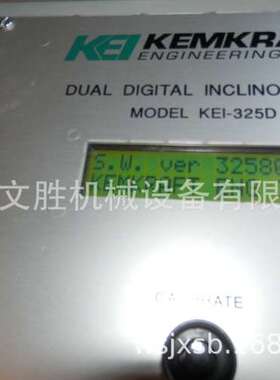 KEI KEMKRA
ENGINEERING
DUAL DIGITAL INCLINO
MODEL KEI-325D
S.W. ver 32580
文胜机械设备有限
CALIBRATE